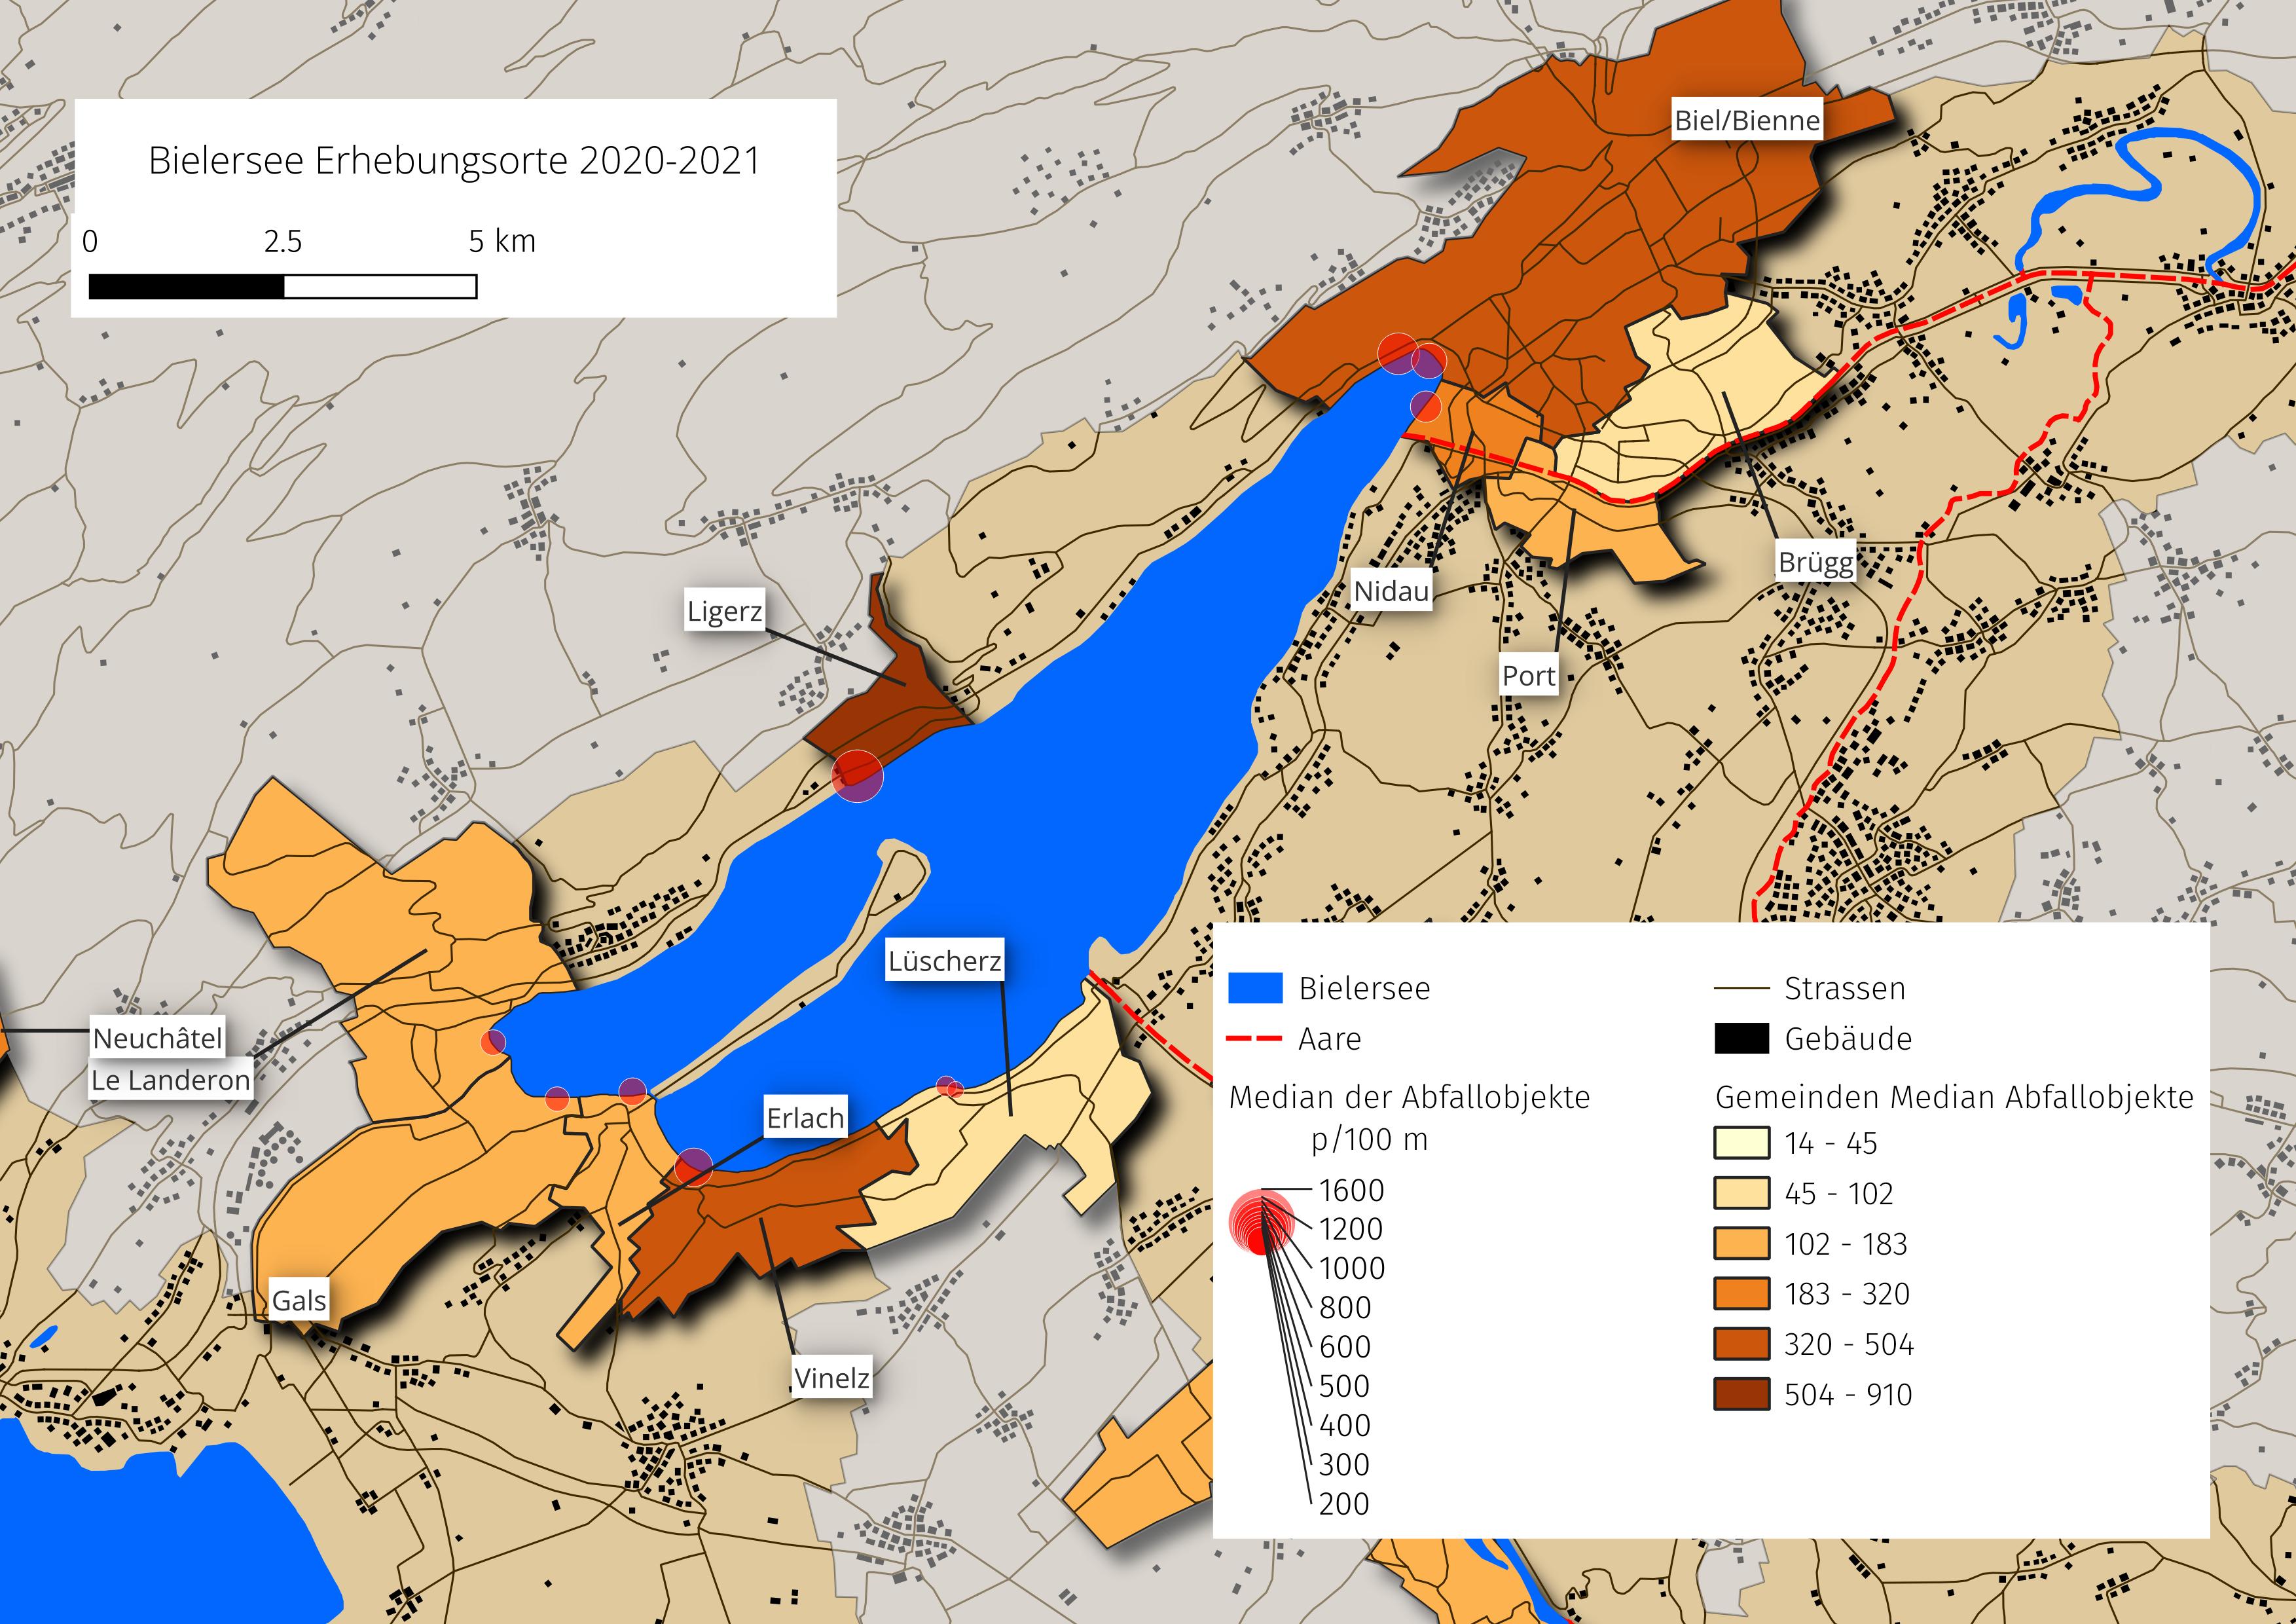 Bielersee Erhebungsorte 2020-2021
0 2.5 5 km
Biel/Bienne
Ligerz
Nidau
Brügg
Port
Lüscherz
Neuchâtel
Le Landeron
Erlach
Gals
Vinelz
Bielersee
Aare
Median der Abfallobjekte
p/100 m
1600
1200
1000
800
600
500
400
300
200
Strassen
Gebäude
Gemeinden Median Abfallobjekte
14 - 45
45 - 102
102 - 183
183 - 320
320 - 504
504 - 910